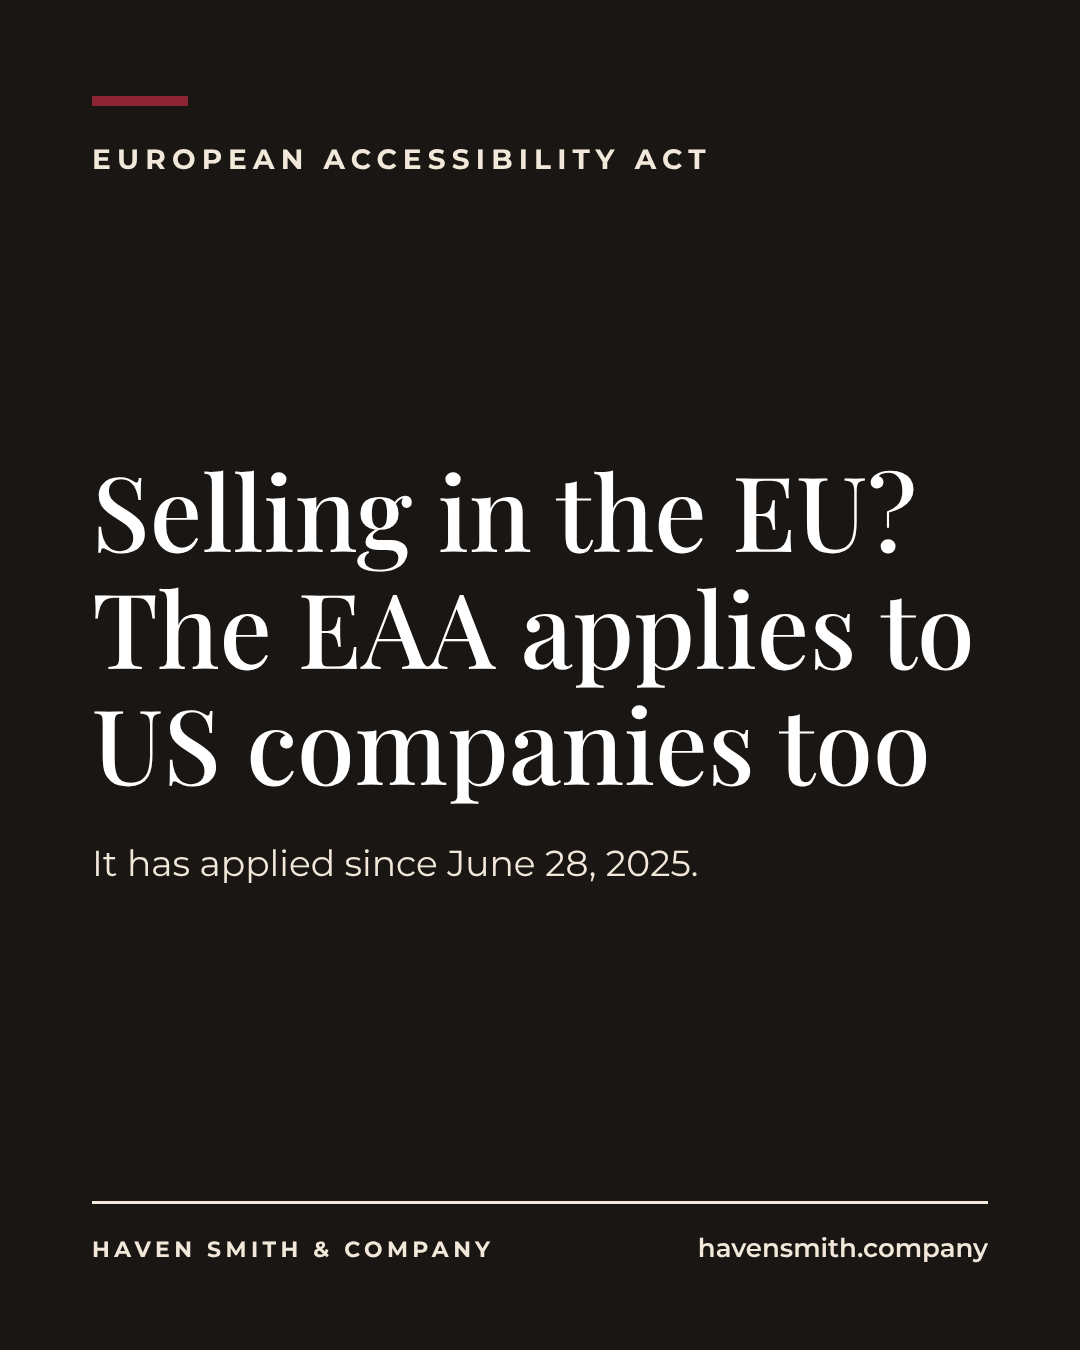 EUROPEAN ACCESSIBILITY ACT
Selling in the EU?
The EAA applies to
US companies too
It has applied since June 28, 2025.
HAVEN SMITH & COMPANY
havensmith.company